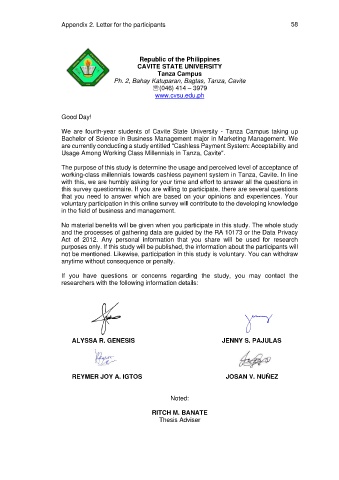 Appendix 2. Letter for the participants
58
Republic of the Philippines
CAVITE STATE UNIVERSITY
Tanza Campus
Ph. 2, Bahay Katuparan, Bagtas, Tanza, Cavite
☏(046) 414 – 3979
www.cvsu.edu.ph
Good Day!
We are fourth-year students of Cavite State University - Tanza Campus taking up
Bachelor of Science in Business Management major in Marketing Management. We
are currently conducting a study entitled "Cashless Payment System: Acceptability and
Usage Among Working Class Millennials in Tanza, Cavite".
The purpose of this study is determine the usage and perceived level of acceptance of
working-class millennials towards cashless payment system in Tanza, Cavite. In line
with this, we are humbly asking for your time and effort to answer all the questions in
this survey questionnaire. If you are willing to participate, there are several questions
that you need to answer which are based on your opinions and experiences. Your
voluntary participation in this online survey will contribute to the developing knowledge
in the field of business and management.
No material benefits will be given when you participate in this study. The whole study
and the processes of gathering data are guided by the RA 10173 or the Data Privacy
Act of 2012. Any personal information that you share will be used for research
purposes only. If this study will be published, the information about the participants will
not be mentioned. Likewise, participation in this study is voluntary. You can withdraw
anytime without consequence or penalty.
If you have questions or concerns regarding the study, you may contact the
researchers with the following information details:
ALYSSA R. GENESIS
JENNY S. PAJULAS
REYMER JOY A. IGTOS
JOSAN V. NUÑEZ
Noted:
RITCH M. BANATE
Thesis Adviser